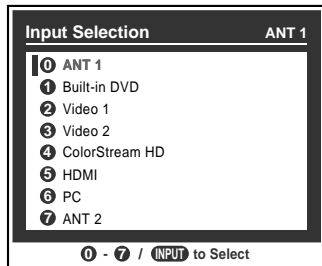 Input Selection ANT 1
0 ANT 1
1 Built-in DVD
2 Video 1
3 Video 2
4 ColorStream HD
5 HDMI
6 PC
7 ANT 2
0 - 7 / INPUT to Select